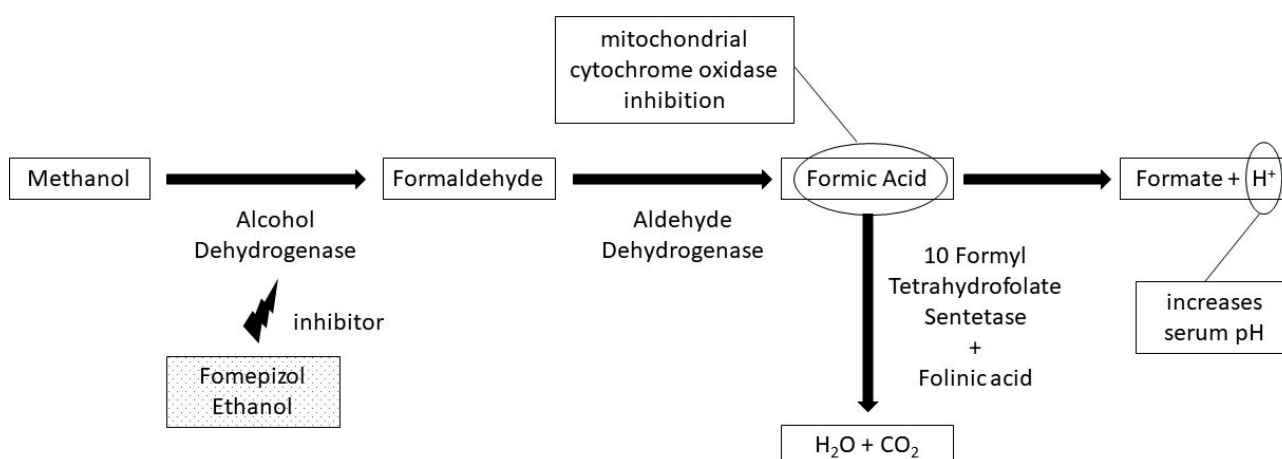 mitochondrial
cytochrome oxidase
inhibition
Methanol
Formaldehyde
Formic Acid
Formate + H⁺
Alcohol
Dehydrogenase
Aldehyde
Dehydrogenase
10 Formyl
Tetrahydrofolate
Sentetase
+
Folinic acid
increases
serum pH
inhibitor
Fomepizol
Ethanol
H₂O + CO₂